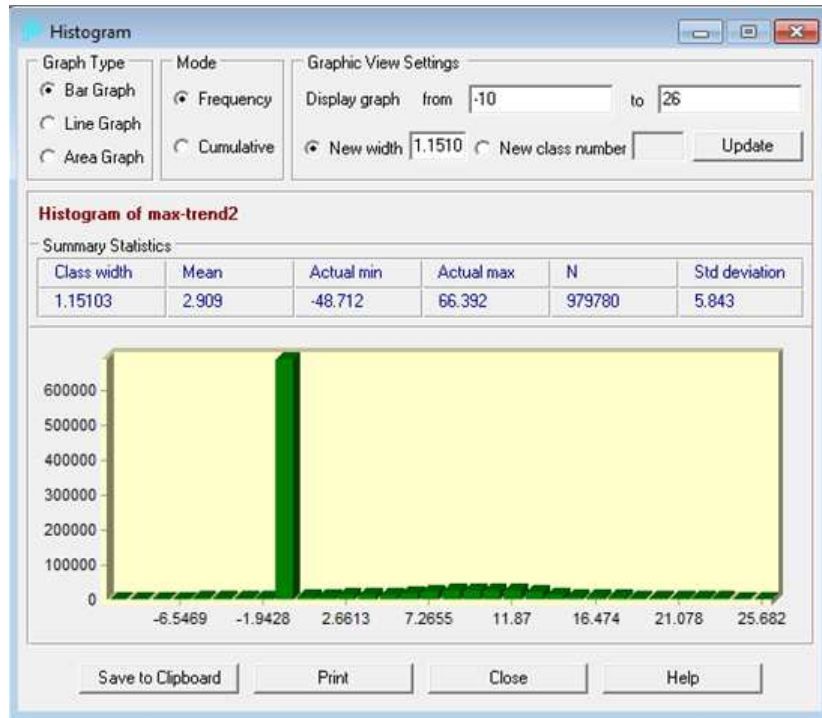 Histogram
Graph Type
Bar Graph
Line Graph
Area Graph
Mode
Frequency
Cumulative
Graphic View Settings
Display graph from -10 to 26
New width 1.1510 New class number Update
Histogram of max-trend2
Summary Statistics
Class width Mean Actual min Actual max N Std deviation
1.15103 2.909 -48.712 66.392 979780 5.843
600000
500000
400000
300000
200000
100000
0
-6.5469 -1.9428 2.6613 7.2655 11.87 16.474 21.078 25.682
Save to Clipboard Print Close Help